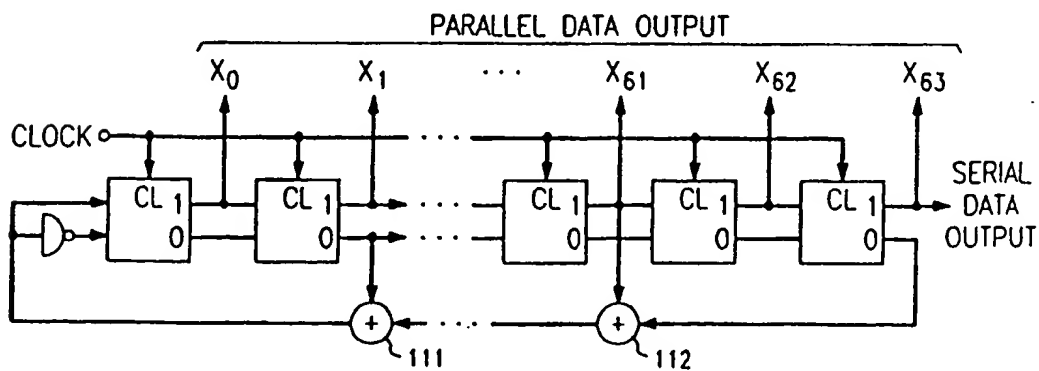 PARALLEL DATA OUTPUT
X0 X1 ... X61 X62 X63
CLOCK
CL 1 CL 1 CL 1 CL 1 CL 1
0 0 0 0 0
SERIAL
DATA
OUTPUT
+ +
111 112